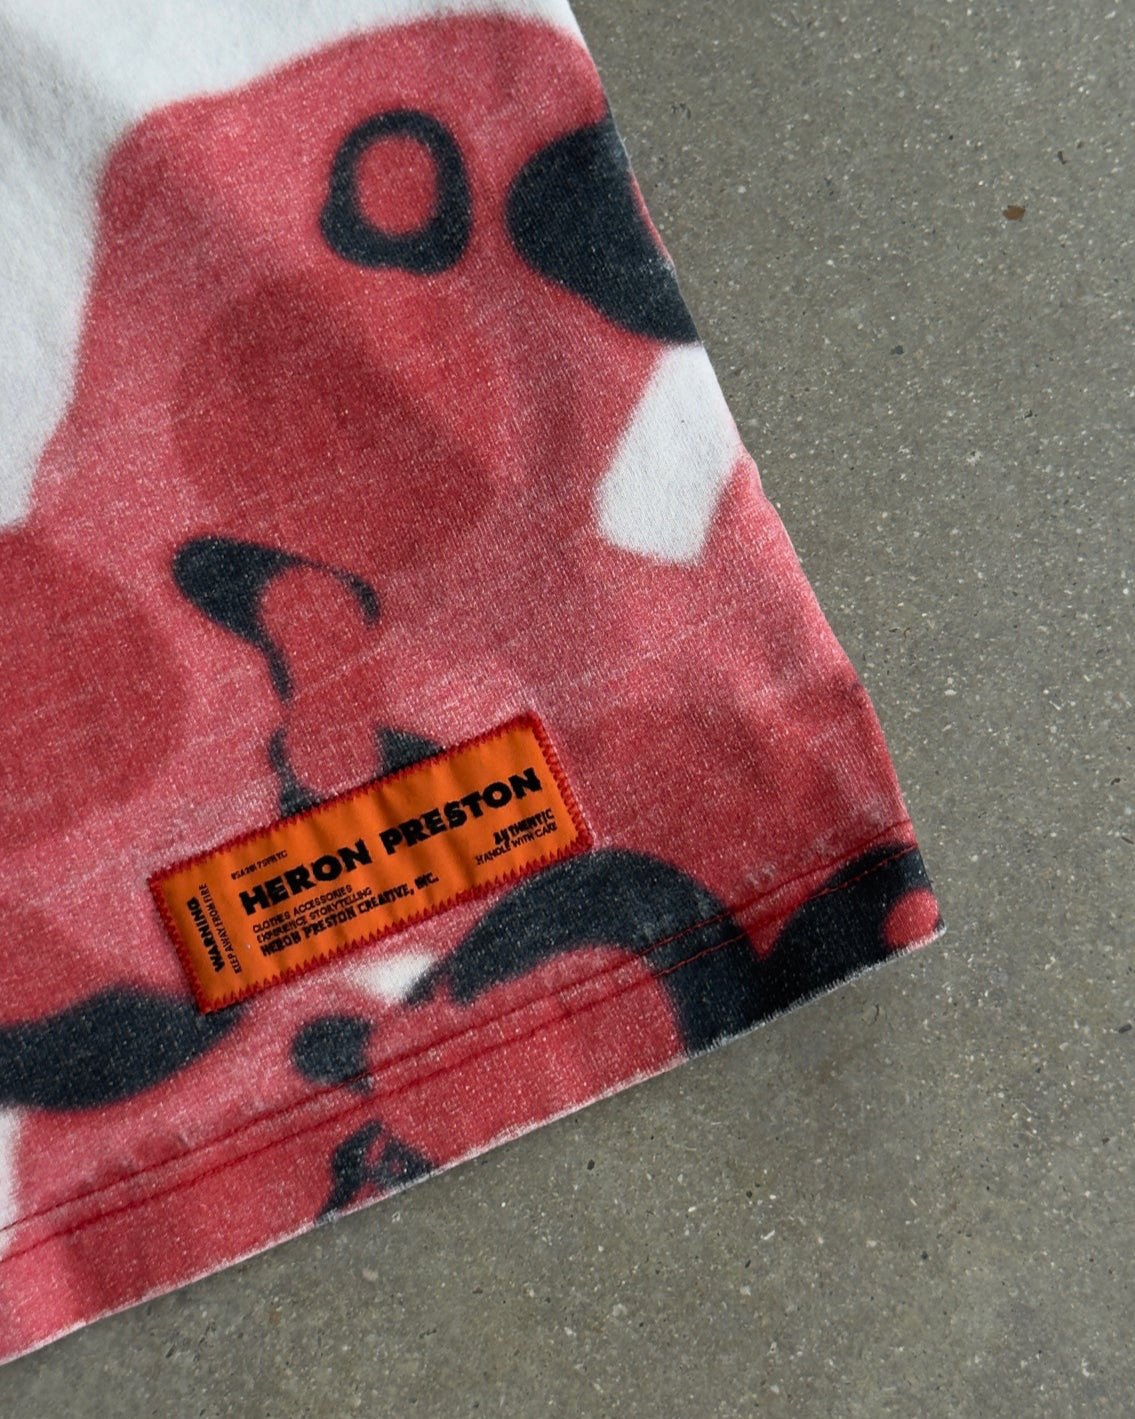 HERON PRESTON
CLOTHES ACCESSORIES
EXPERIENCE STORYTELLING
HERON PRESTON CREATIVE, INC.
AUTHENTIC
HANDLE WITH CARE
WARNING
KEEP AWAY FROM FIRE